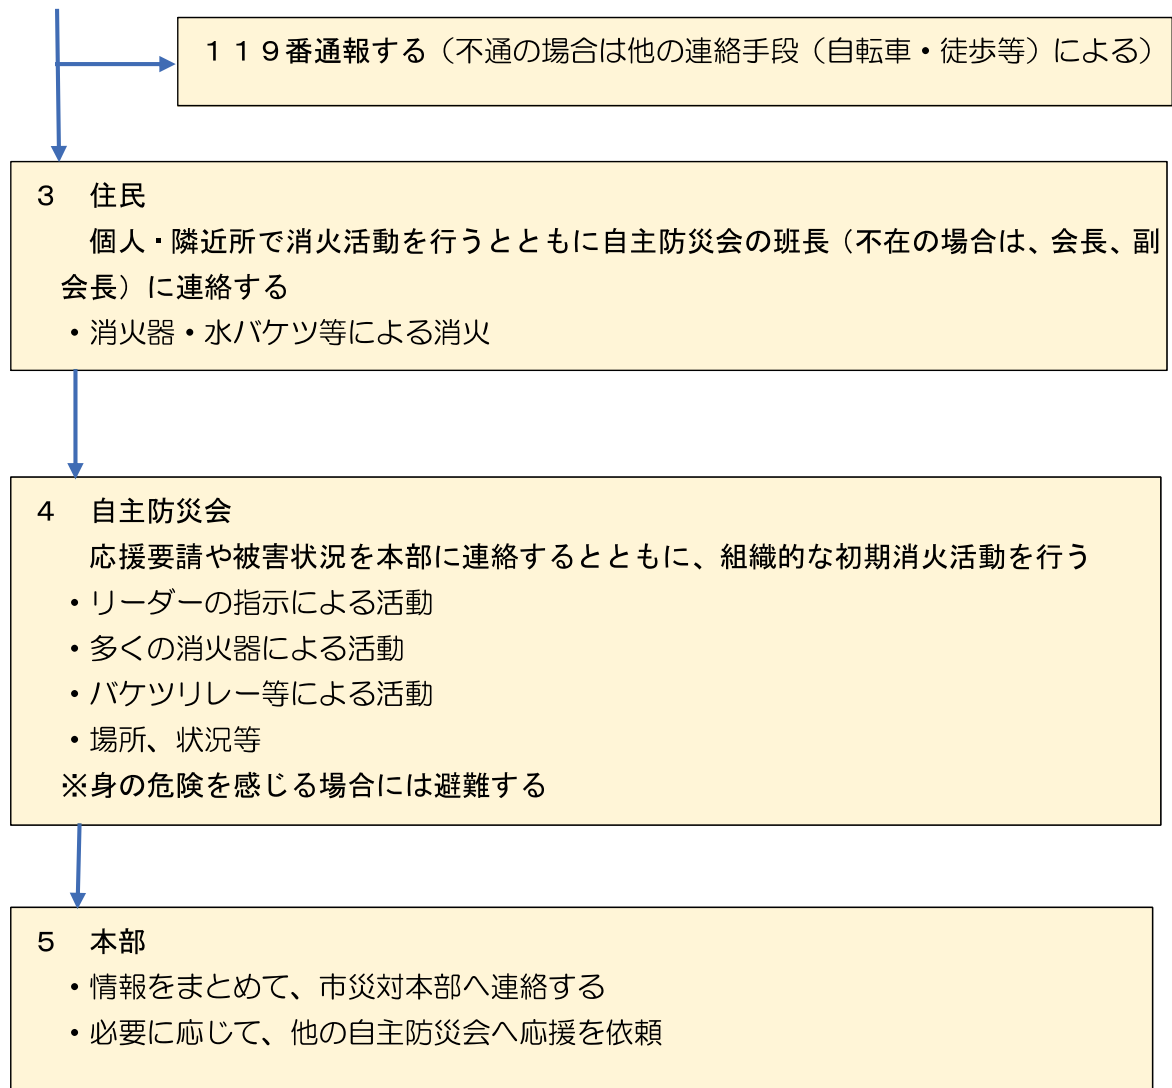 １１９番通報する（不通の場合は他の連絡手段（自転車・徒歩等）による）
３　住民
個人・隣近所で消火活動を行うとともに自主防災会の班長（不在の場合は、会長、副
会長）に連絡する
・消火器・水バケツ等による消火
４　自主防災会
応援要請や被害状況を本部に連絡するとともに、組織的な初期消火活動を行う
・リーダーの指示による活動
・多くの消火器による活動
・バケツリレー等による活動
・場所、状況等
※身の危険を感じる場合には避難する
５　本部
・情報をまとめて、市災対本部へ連絡する
・必要に応じて、他の自主防災会へ応援を依頼